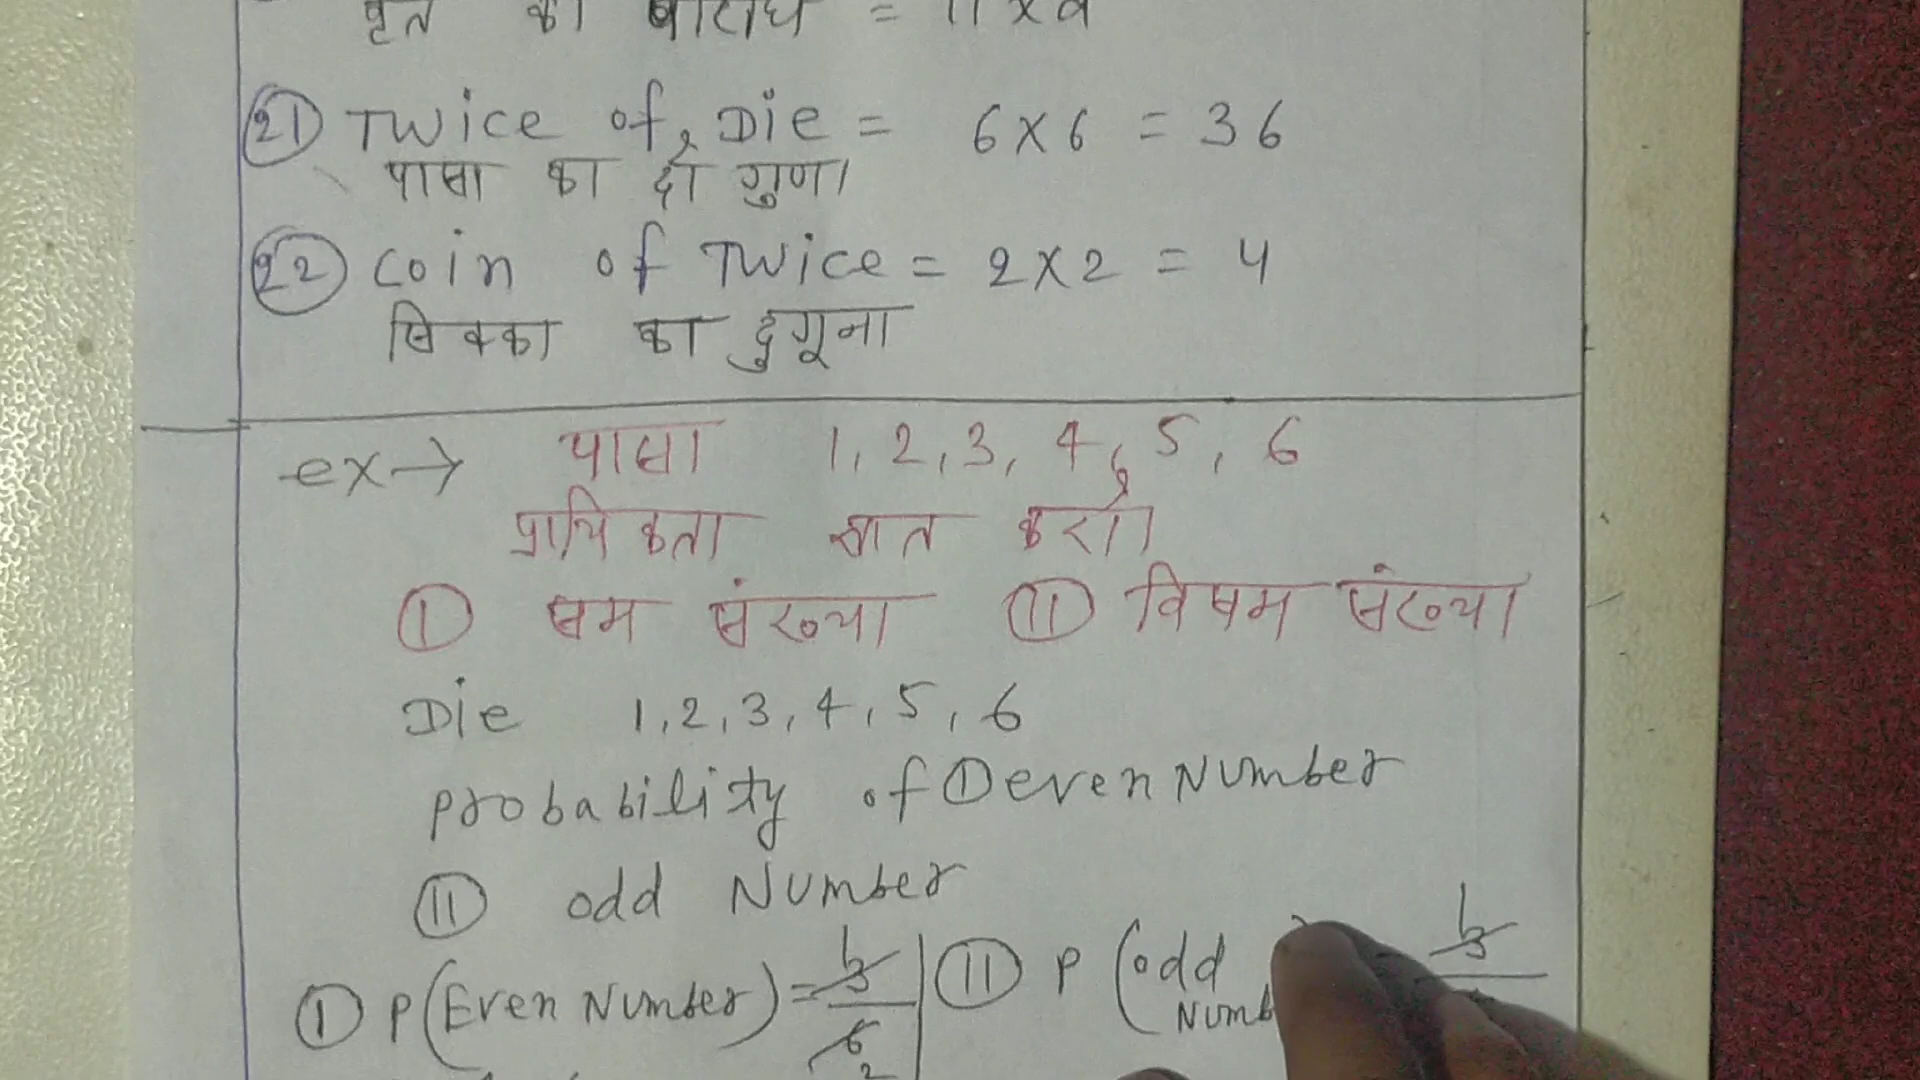 वृत का = π x d
21 Twice of Die = 6 x 6 = 36
पासा का दो गुणा
22 coin of Twice = 2 x 2 = 4
सिक्का का दुगूना
ex → पासा 1, 2, 3, 4, 5, 6
प्रायिकता ज्ञात करो।
I सम संख्या II विषम संख्या
Die 1, 2, 3, 4, 5, 6
probability of I even Number
II odd Number
I P(Even Number) = 3/6 2 II P (odd 3